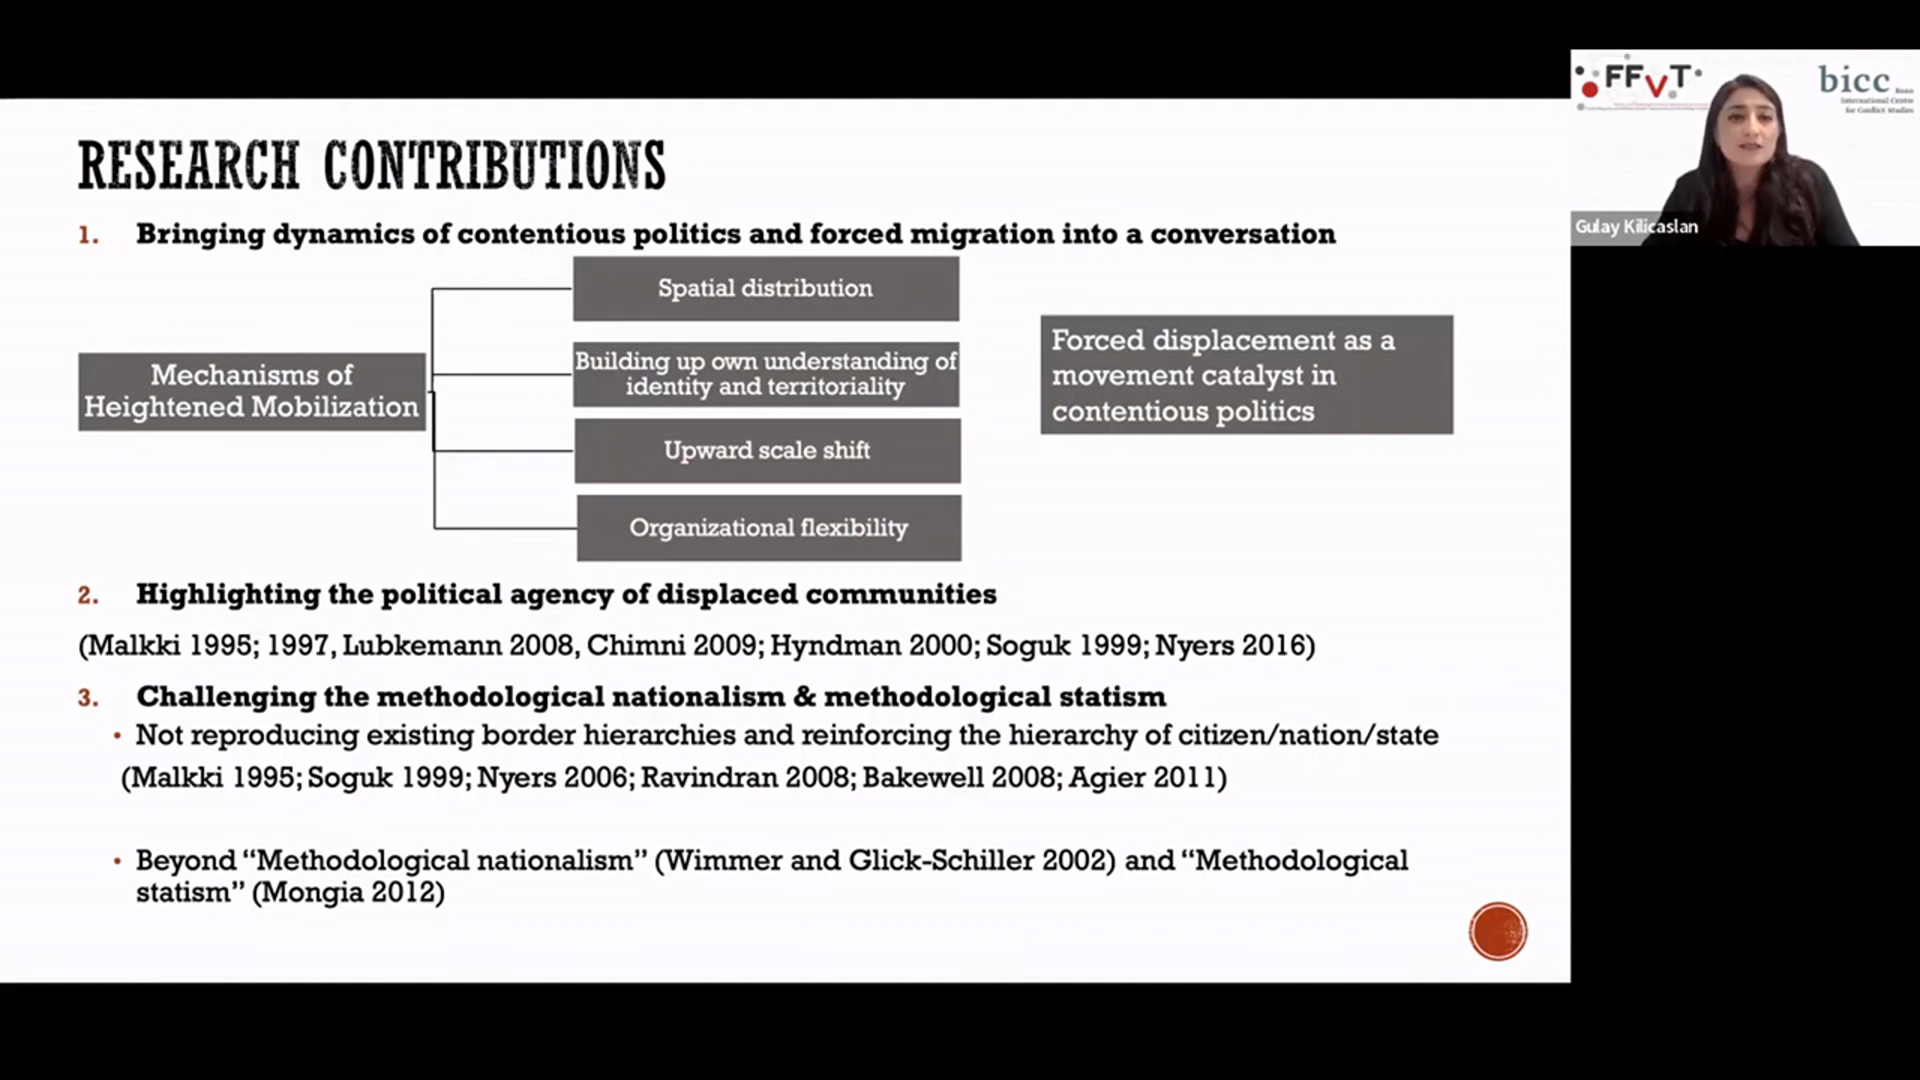 RESEARCH CONTRIBUTIONS
1. Bringing dynamics of contentious politics and forced migration into a conversation
Mechanisms of
Heightened Mobilization
Spatial distribution
Building up own understanding of
identity and territoriality
Upward scale shift
Organizational flexibility
Forced displacement as a
movement catalyst in
contentious politics
2. Highlighting the political agency of displaced communities
(Malkki 1995; 1997, Lubkemann 2008, Chimni 2009; Hyndman 2000; Soguk 1999; Nyers 2016)
3. Challenging the methodological nationalism & methodological statism
• Not reproducing existing border hierarchies and reinforcing the hierarchy of citizen/nation/state
(Malkki 1995; Soguk 1999; Nyers 2006; Ravindran 2008; Bakewell 2008; Agier 2011)
• Beyond “Methodological nationalism” (Wimmer and Glick-Schiller 2002) and “Methodological
statism” (Mongia 2012)
FFVT
bicc Bonn
International Centre
for Conflict Studies
Gulay Kilicaslan